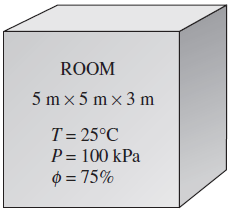 ROOM
5 m × 5 m × 3 m
T = 25°C
P = 100 kPa
ϕ = 75%